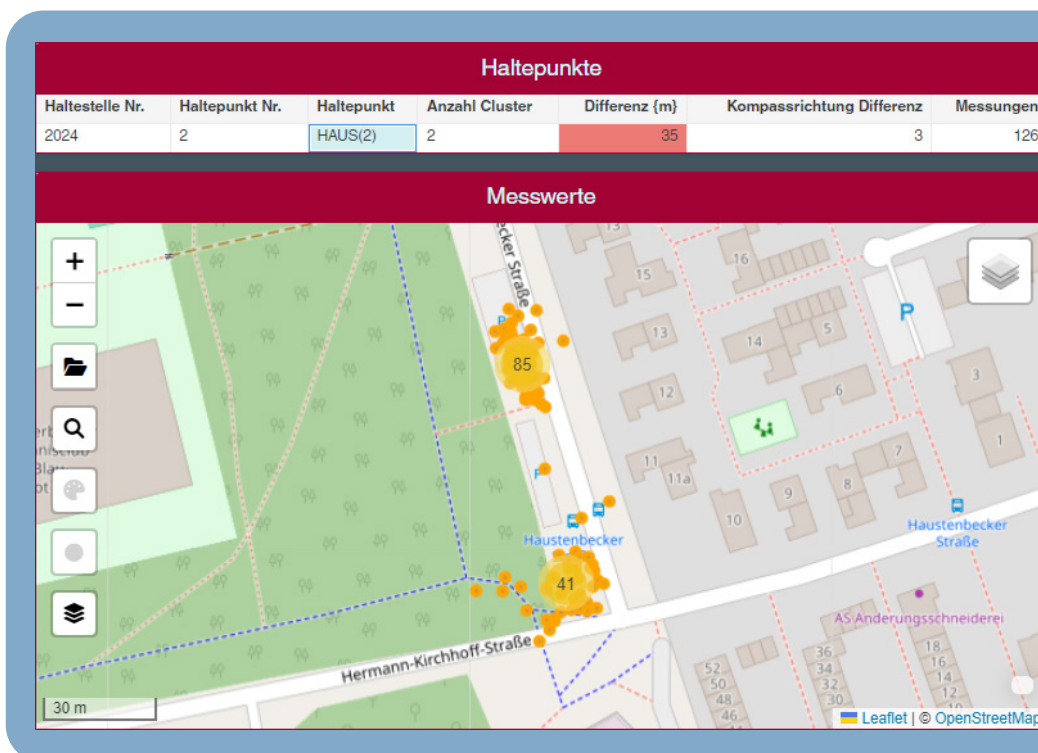 Haltepunkte
Haltestelle Nr. Haltepunkt Nr. Haltepunkt Anzahl Cluster Differenz {m} Kompassrichtung Differenz Messungen
2024 2 HAUS(2) 2 35 3 126
Messwerte
ecker Straße
+
−
13
15
16
P
13
14
5
P
85
12
6
3
11
11a
7
1
P
9
8
10
Haustenbecker
Haustenbecker
Straße
41
AS Änderungsschneiderei
Hermann-Kirchhoff-Straße
52
50
48
46
36
34
32
30
18
16
14
12
10
30 m
Leaflet | © OpenStreetMap